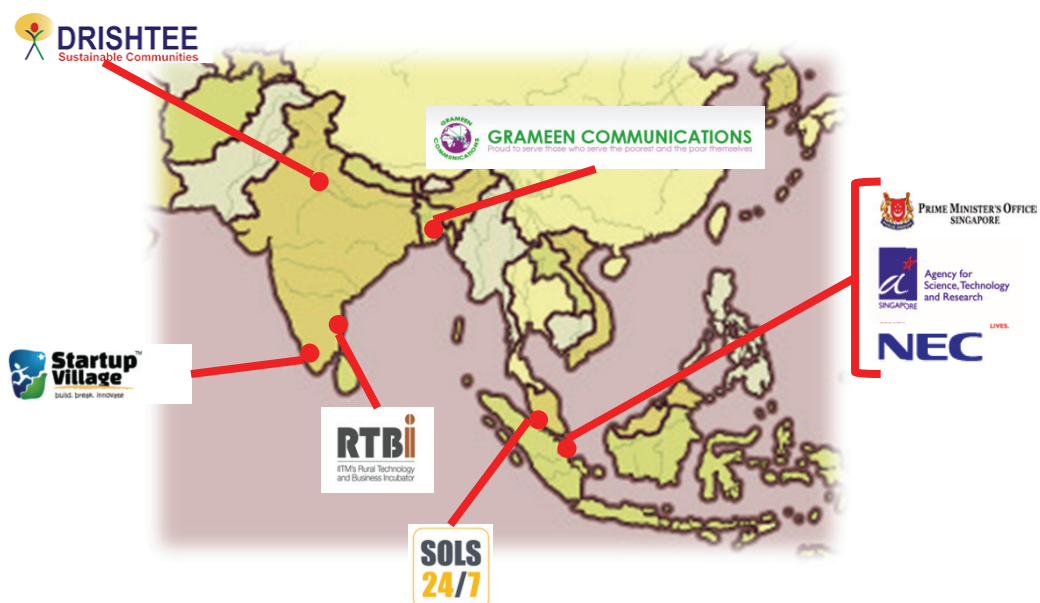 DRISHTEE
Sustainable Communities
GRAMEEN COMMUNICATIONS
GRAMEEN COMMUNICATIONS
Proud to serve those who serve the poorest and the poor themselves
PRIME MINISTER'S OFFICE
SINGAPORE
a
SINGAPORE
Agency for
Science, Technology
and Research
LIVES.
NEC
Startup
Village™
build. break. innovate
RTBi
IITM's Rural Technology
and Business Incubator
SOLS
24/7